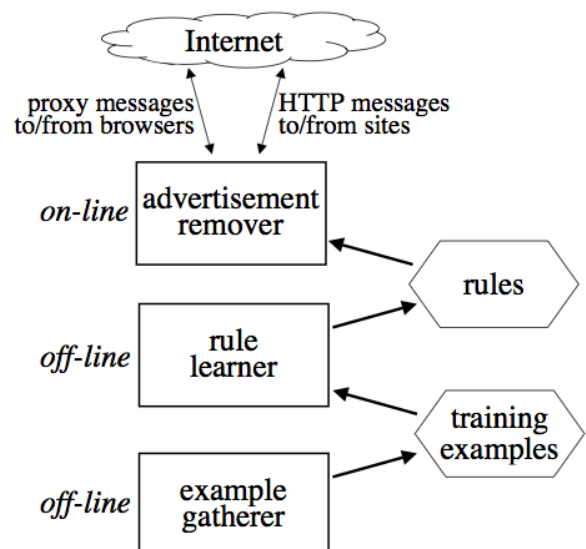 Internet
proxy messages
to/from browsers
HTTP messages
to/from sites
on-line
advertisement
remover
rules
off-line
rule
learner
training
examples
off-line
example
gatherer